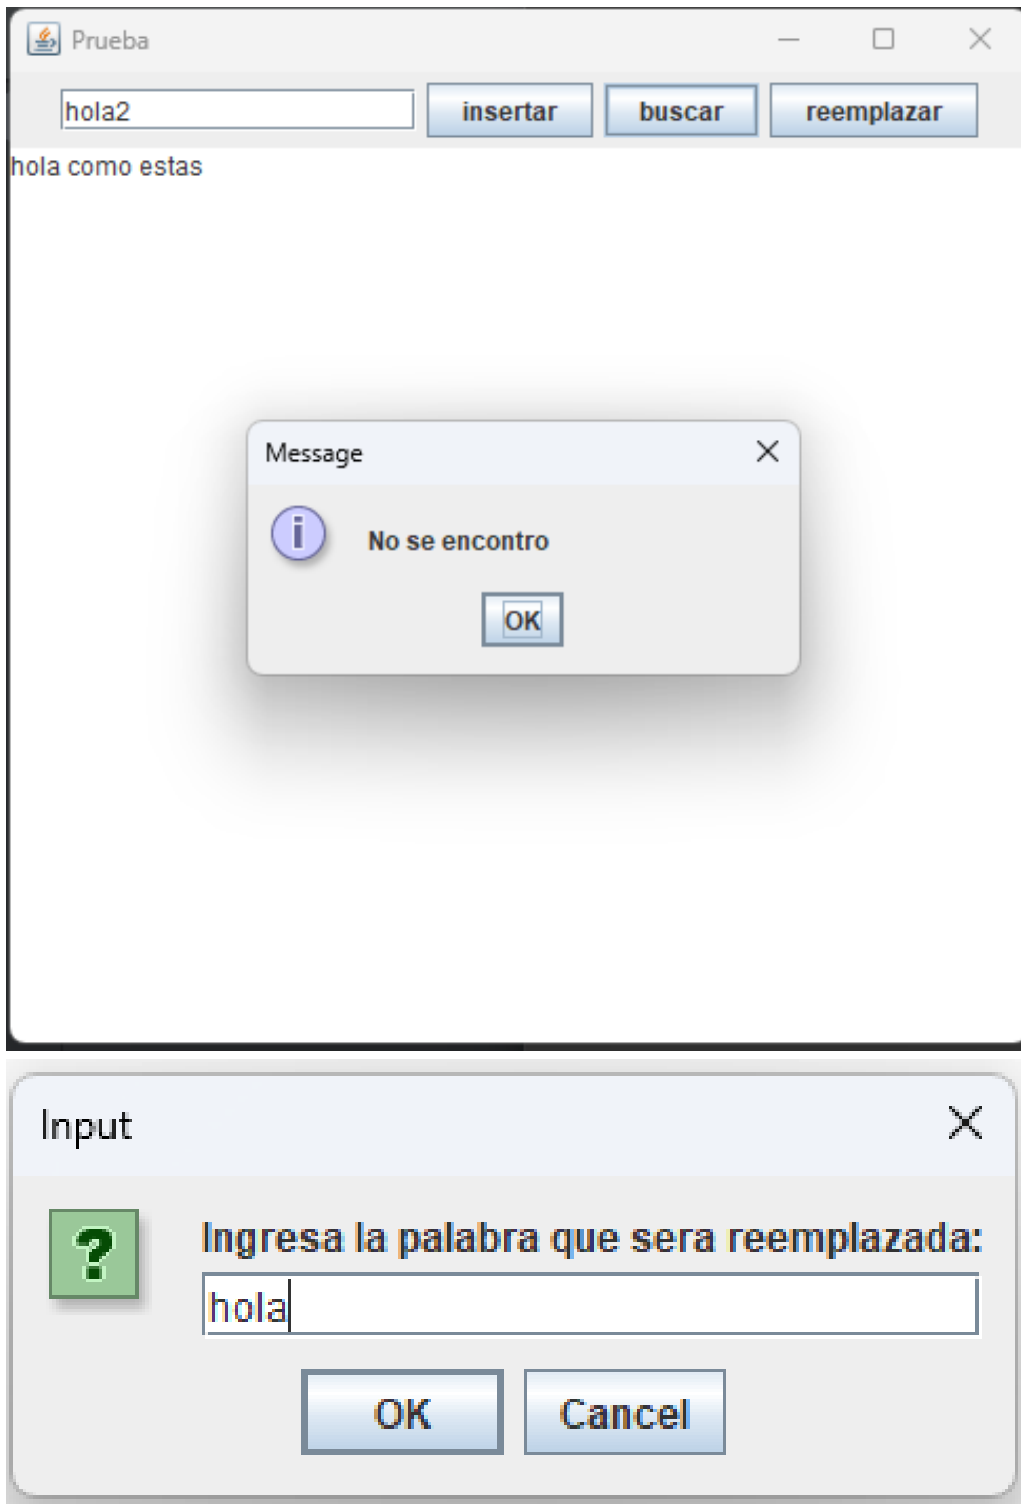 Prueba
hola2 insertar buscar reemplazar
hola como estas
Message
No se encontro
OK
Input
Ingresa la palabra que sera reemplazada:
hola
OK Cancel